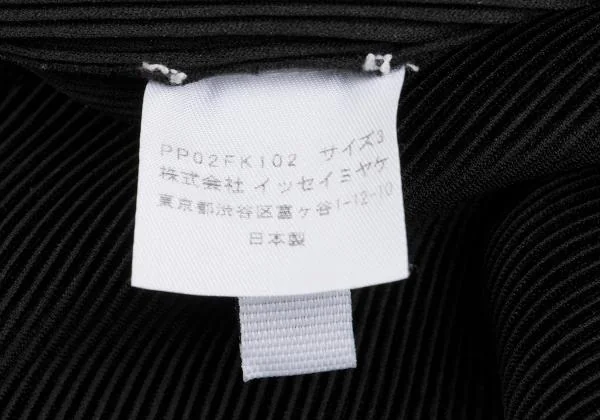 PP02FK102 サイズ3
株式会社 イッセイミヤケ
東京都渋谷区富ヶ谷1-12-10
日本製